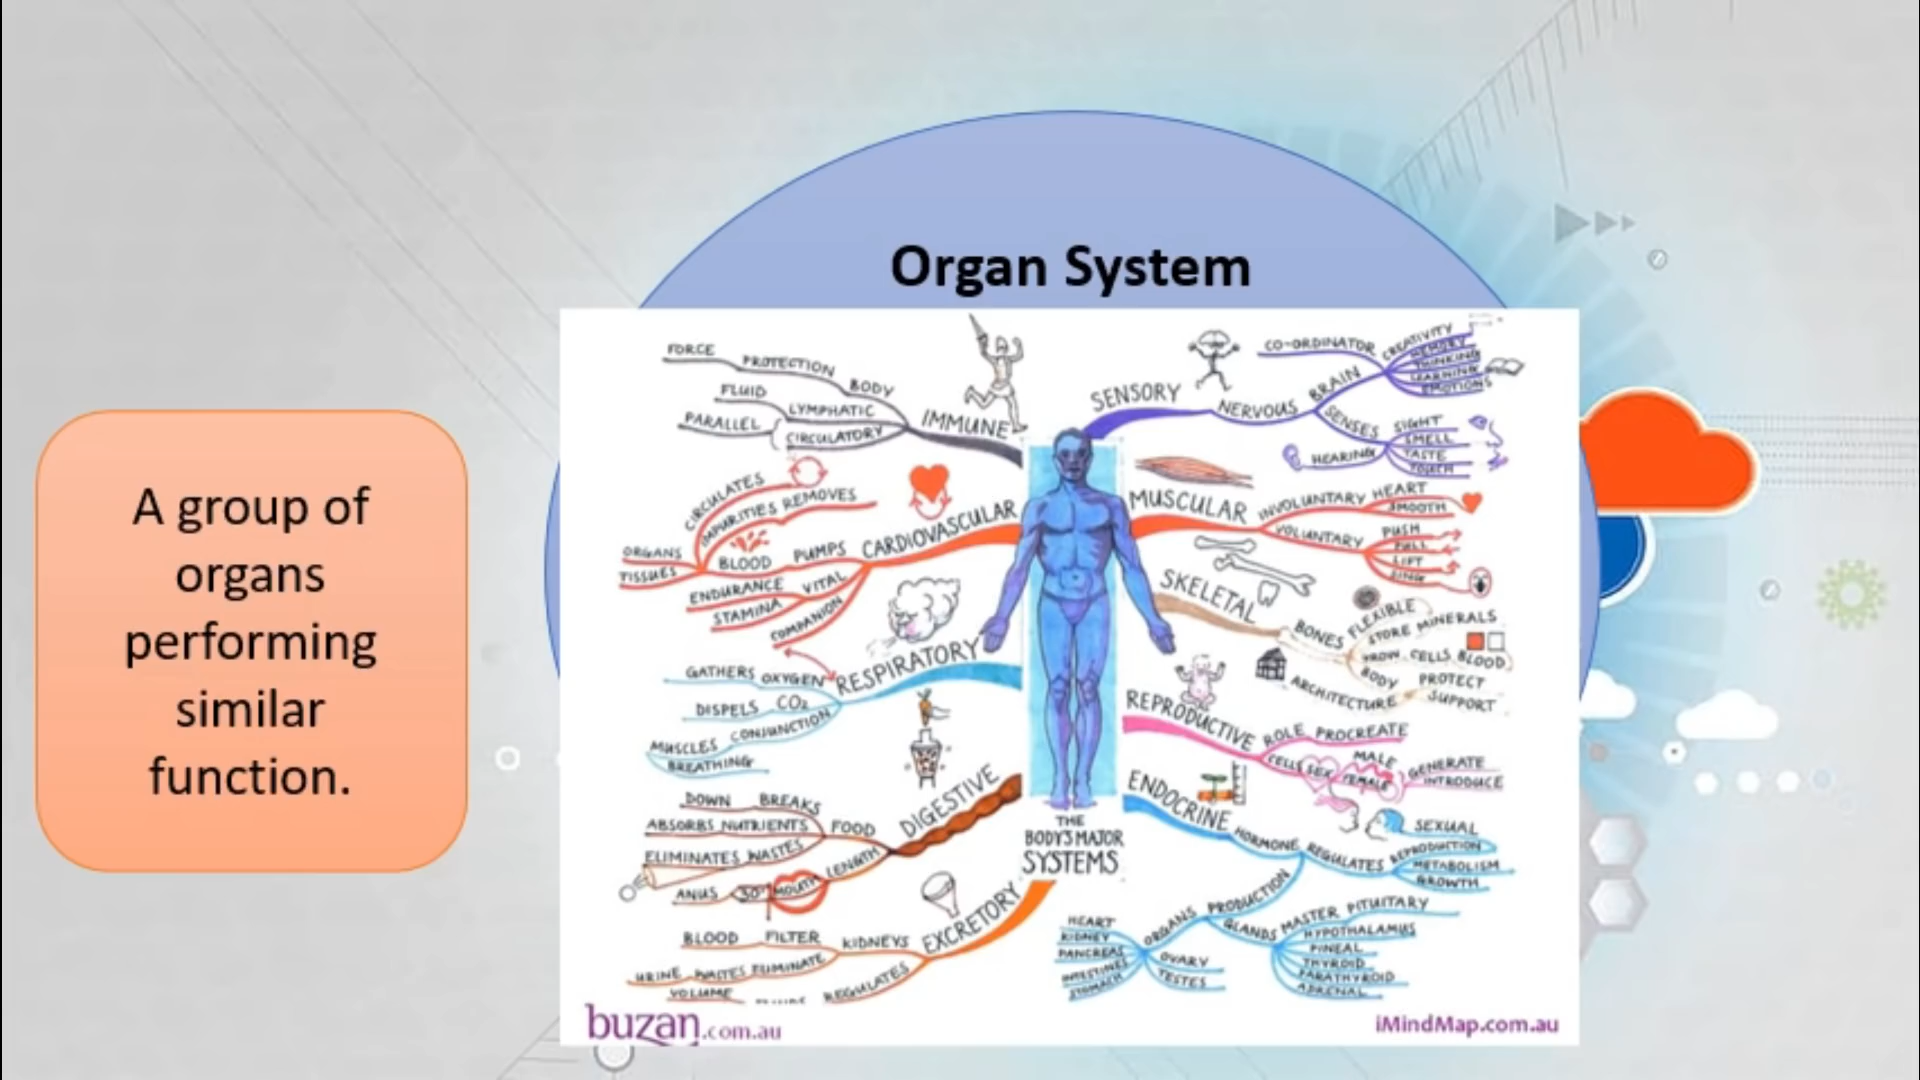 Organ System
A group of
organs
performing
similar
function.
FORCE
PROTECTION
BODY
FLUID
LYMPHATIC
PARALLEL
CIRCULATORY
IMMUNE
CIRCULATES
IMPURITIES REMOVES
ORGANS
TISSUES
BLOOD
PUMPS
CARDIOVASCULAR
ENDURANCE
VITAL
STAMINA
COMPANION
GATHERS OXYGEN
RESPIRATORY
DISPELS CO₂
MUSCLES CONJUNCTION
BREATHING
DOWN BREAKS
ABSORBS NUTRIENTS
FOOD
DIGESTIVE
ELIMINATES WASTES
ANUS
MOUTH
LENGTH
BLOOD FILTER
KIDNEYS
EXCRETORY
URINE WASTES ELIMINATE
VOLUME
REGULATES
THE
BODY'S MAJOR
SYSTEMS
SENSORY
NERVOUS
BRAIN
CO-ORDINATOR
CREATIVITY
MEMORY
THINKING
LEARNING
EMOTIONS
SENSES
SIGHT
SMELL
HEARING
TASTE
TOUCH
MUSCULAR
INVOLUNTARY
HEART
SMOOTH
VOLUNTARY
PUSH
PULL
LIFT
SKELETAL
BONES
FLEXIBLE
STORE MINERALS
CELLS BLOOD
BODY
PROTECT
ARCHITECTURE
SUPPORT
REPRODUCTIVE
ROLE PROCREATE
CELLS SEX
MALE
FEMALE
GENERATE
INTRODUCE
ENDOCRINE
HORMONE
REGULATES
SEXUAL
REPRODUCTION
METABOLISM
GROWTH
PRODUCTION
ORGANS
HEART
KIDNEY
PANCREAS
INTESTINES
STOMACH
OVARY
TESTES
GLANDS
MASTER PITUITARY
HYPOTHALAMUS
PINEAL
THYROID
PARATHYROID
ADRENAL
buzan.com.au
iMindMap.com.au